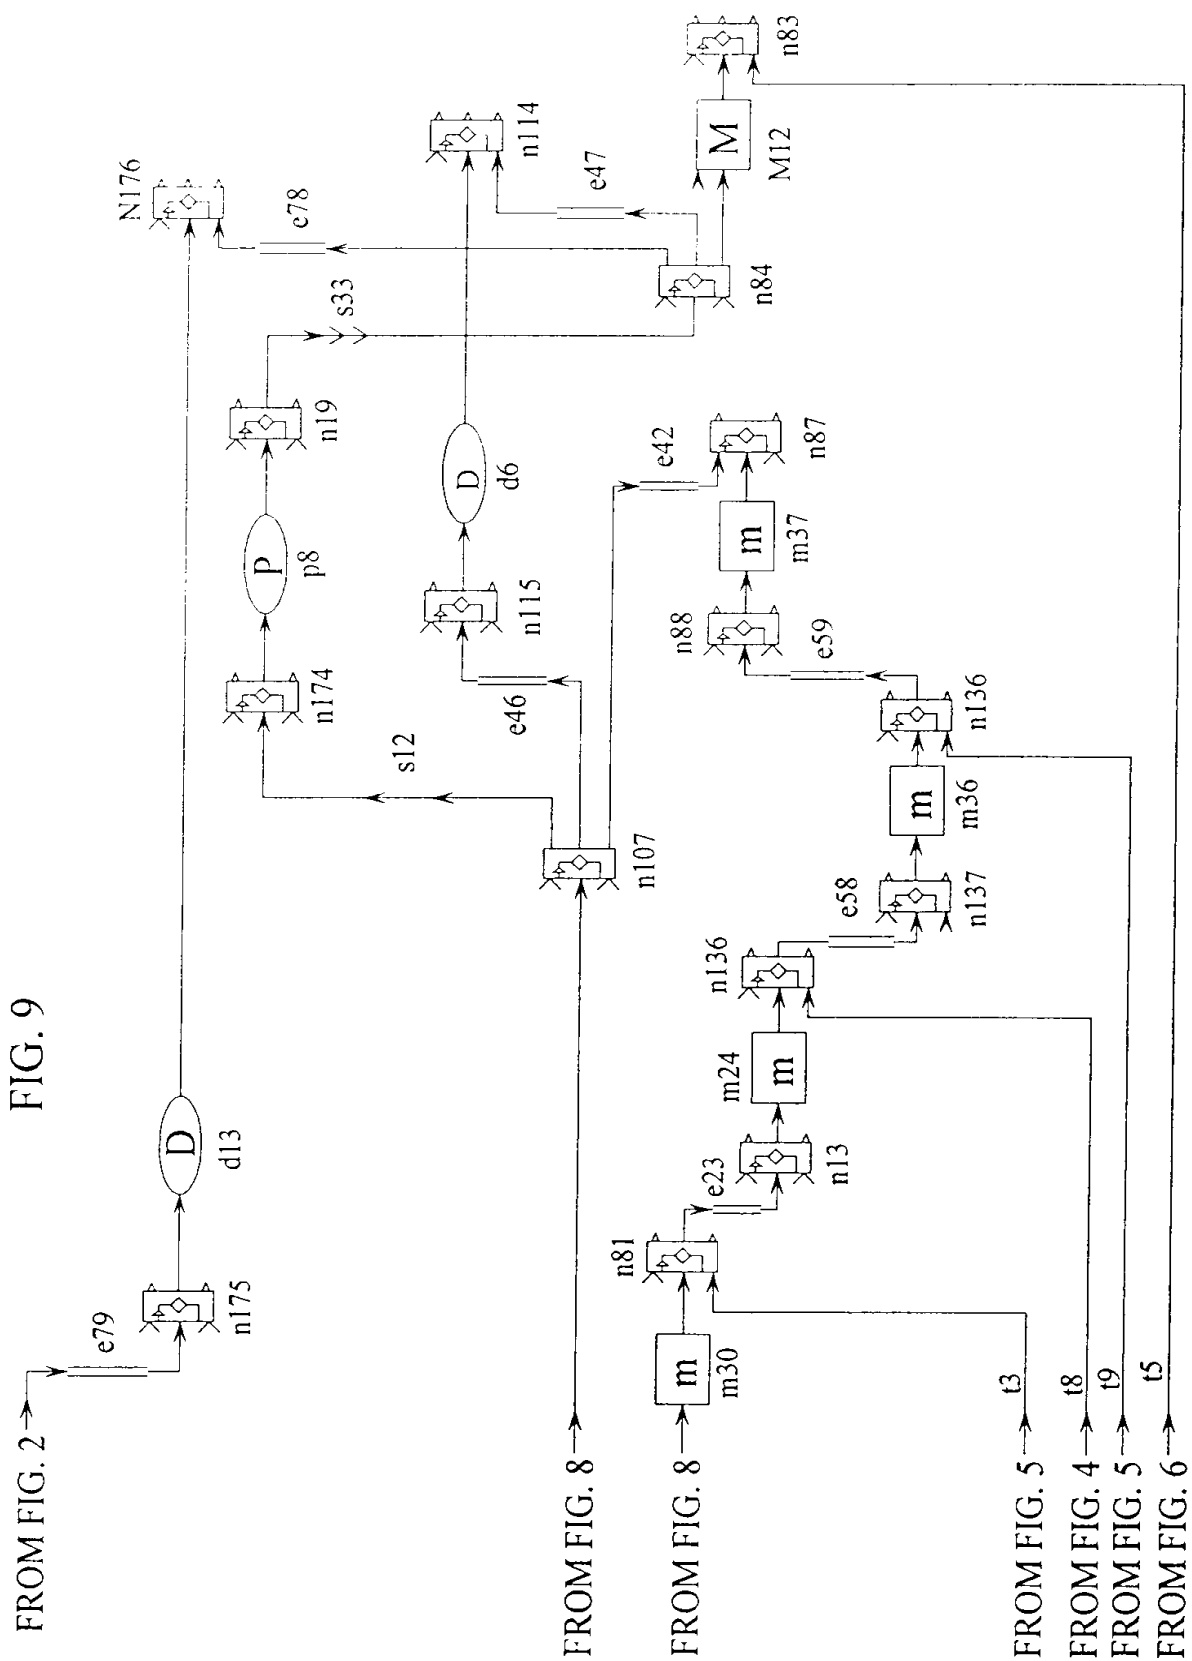 FIG. 9
FROM FIG. 2
e79
n175
D
d13
N176
e78
s33
n19
P
p8
n174
s12
n114
e47
D
d6
n115
e46
n107
FROM FIG. 8
n83
M
M12
n84
e42
n87
m
m37
n88
e59
n136
m
m36
n137
e58
n136
m
m24
n13
e23
n81
m
m30
FROM FIG. 8
FROM FIG. 5
t3
FROM FIG. 4
t8
FROM FIG. 5
t9
FROM FIG. 6
t5